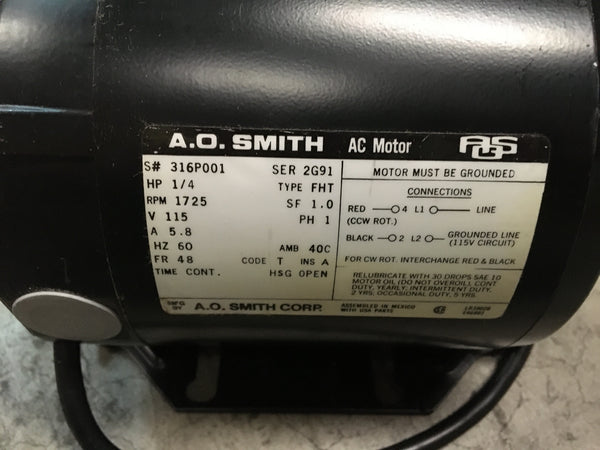 A.O. SMITH AC Motor AOS
S# 316P001 SER 2G91
HP 1/4 TYPE FHT
RPM 1725 SF 1.0
V 115 PH 1
A 5.8
HZ 60 AMB 40C
FR 48 CODE T INS A
TIME CONT. HSG OPEN
MOTOR MUST BE GROUNDED
CONNECTIONS
RED 4 L1 LINE
(CCW ROT.)
BLACK 2 L2 GROUNDED LINE
(115V CIRCUIT)
FOR CW ROT. INTERCHANGE RED & BLACK
RELUBRICATE WITH 30 DROPS SAE 10
MOTOR OIL (DO NOT OVEROIL) CONT
DUTY, YEARLY; INTERMITTENT DUTY,
2 YRS; OCCASIONAL DUTY, 5 YRS.
MFG BY A.O. SMITH CORP.
ASSEMBLED IN MEXICO
WITH USA PARTS